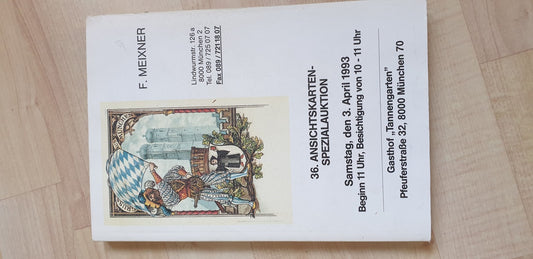 F. MEIXNER
Lindwurmstr. 126 a
8000 München 2
Tel. 089 / 725 07 07
Fax 089 / 721 18 07
36. ANSICHTSKARTEN-
SPEZIALAUKTION
Samstag, den 3. April 1993
Beginn 11 Uhr, Besichtigung von 10 - 11 Uhr
Gasthof „Tannengarten"
Pfeuferstraße 32, 8000 München 70